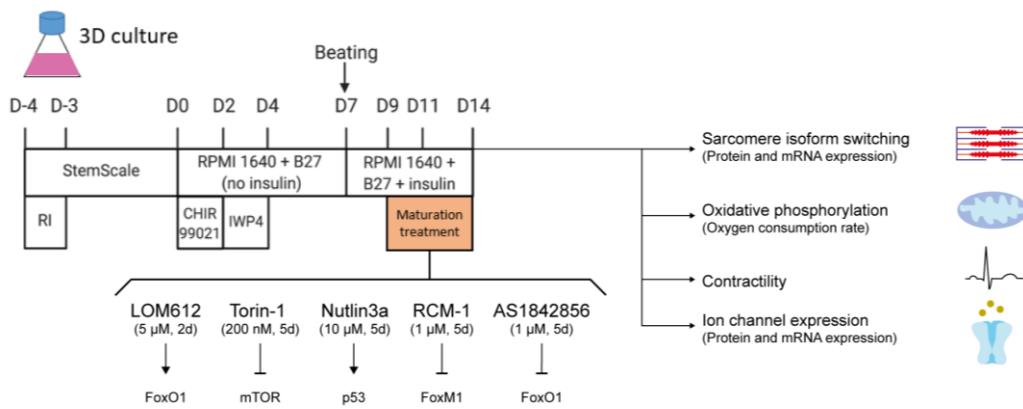 3D culture
Beating
D-4 D-3 D0 D2 D4 D7 D9 D11 D14
StemScale
RPMI 1640 + B27
(no insulin)
RPMI 1640 +
B27 + insulin
RI
CHIR
99021
IWP4
Maturation
treatment
Sarcomere isoform switching
(Protein and mRNA expression)
Oxidative phosphorylation
(Oxygen consumption rate)
Contractility
Ion channel expression
(Protein and mRNA expression)
LOM612 Torin-1 Nutlin3a RCM-1 AS1842856
(5 µM, 2d) (200 nM, 5d) (10 µM, 5d) (1 µM, 5d) (1 µM, 5d)
FoxO1 mTOR p53 FoxM1 FoxO1